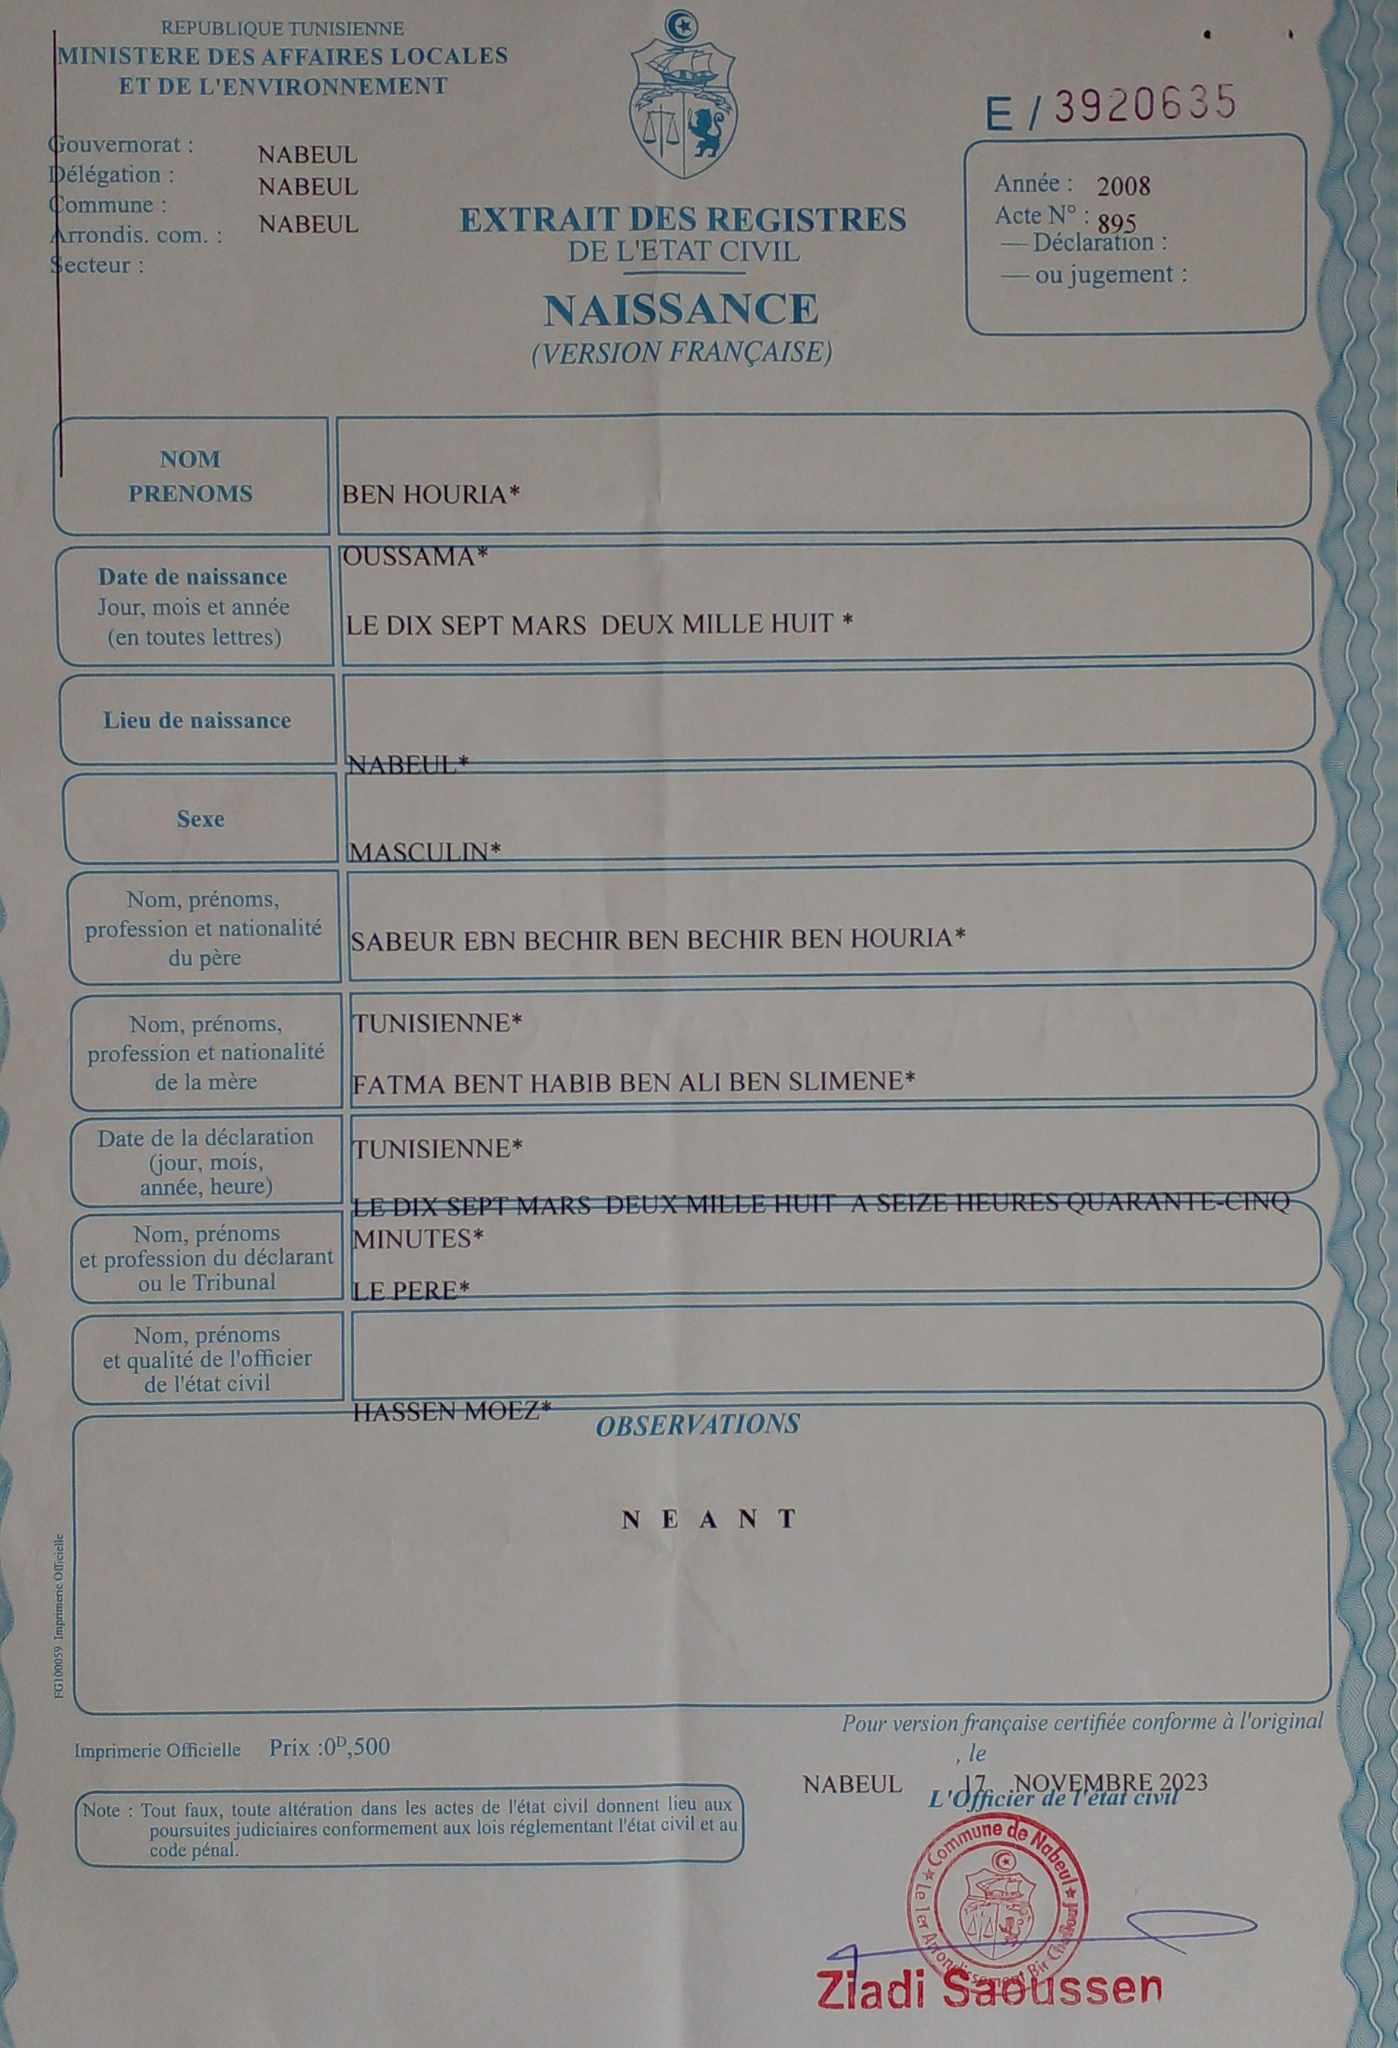 REPUBLIQUE TUNISIENNE
MINISTERE DES AFFAIRES LOCALES
ET DE L'ENVIRONNEMENT
Gouvernorat : NABEUL
Délégation : NABEUL
Commune : NABEUL
Arrondis. com. :
Secteur :
EXTRAIT DES REGISTRES
DE L'ETAT CIVIL
NAISSANCE
(VERSION FRANÇAISE)
E / 3920635
Année : 2008
Acte N° : 895
— Déclaration :
— ou jugement :
NOM
PRENOMS
BEN HOURIA*
OUSSAMA*
Date de naissance
Jour, mois et année
(en toutes lettres)
LE DIX SEPT MARS DEUX MILLE HUIT *
Lieu de naissance
NABEUL*
Sexe
MASCULIN*
Nom, prénoms,
profession et nationalité
du père
SABEUR EBN BECHIR BEN BECHIR BEN HOURIA*
TUNISIENNE*
Nom, prénoms,
profession et nationalité
de la mère
FATMA BENT HABIB BEN ALI BEN SLIMENE*
TUNISIENNE*
Date de la déclaration
(jour, mois,
année, heure)
LE DIX SEPT MARS DEUX MILLE HUIT A SEIZE HEURES QUARANTE-CINQ
MINUTES*
Nom, prénoms
et profession du déclarant
ou le Tribunal
LE PERE*
Nom, prénoms
et qualité de l'officier
de l'état civil
HASSEN MOEZ*
OBSERVATIONS
N E A N T
FG100059 Imprimerie Officielle
Imprimerie Officielle Prix :0D,500
Note : Tout faux, toute altération dans les actes de l'état civil donnent lieu aux
poursuites judiciaires conformement aux lois réglementant l'état civil et au
code pénal.
Pour version française certifiée conforme à l'original
, le
NABEUL 17 .NOVEMBRE 2023
L'Officier de l'état civil
Commune de Nabeul
Le 1er Arrondissement Bir Challouf
Ziadi Saoussen